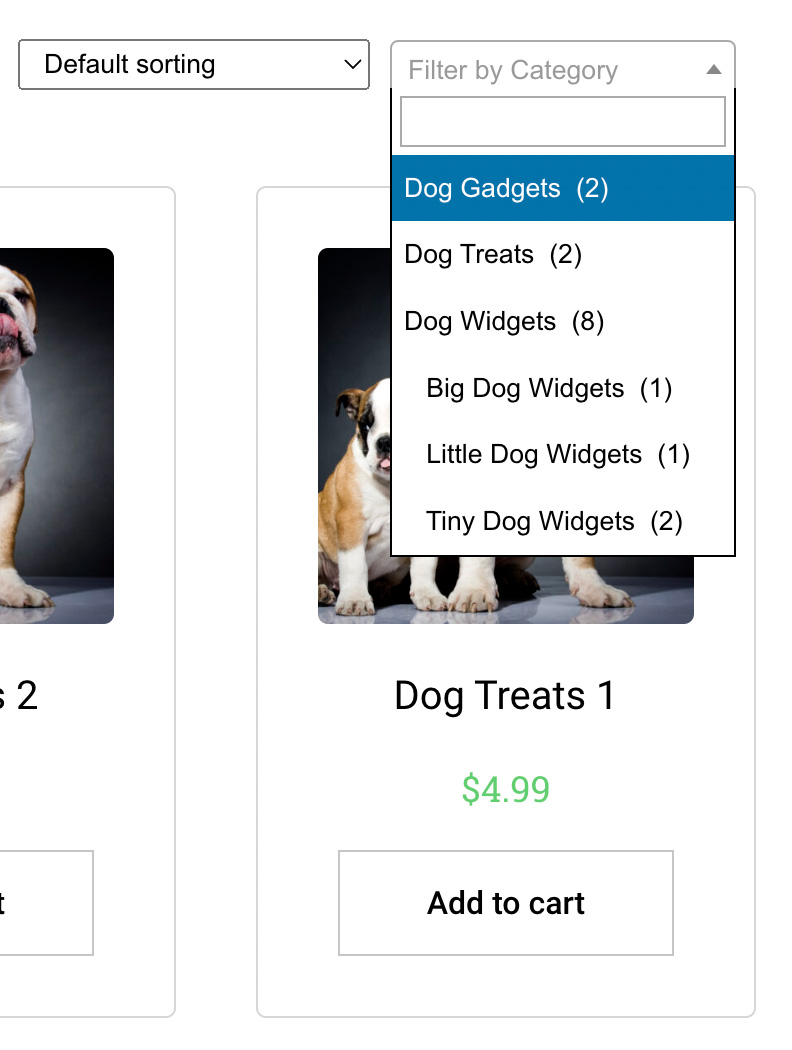 Default sorting
Filter by Category
Dog Gadgets (2)
Dog Treats (2)
Dog Widgets (8)
Big Dog Widgets (1)
Little Dog Widgets (1)
Tiny Dog Widgets (2)
s 2
Dog Treats 1
$4.99
t
Add to cart